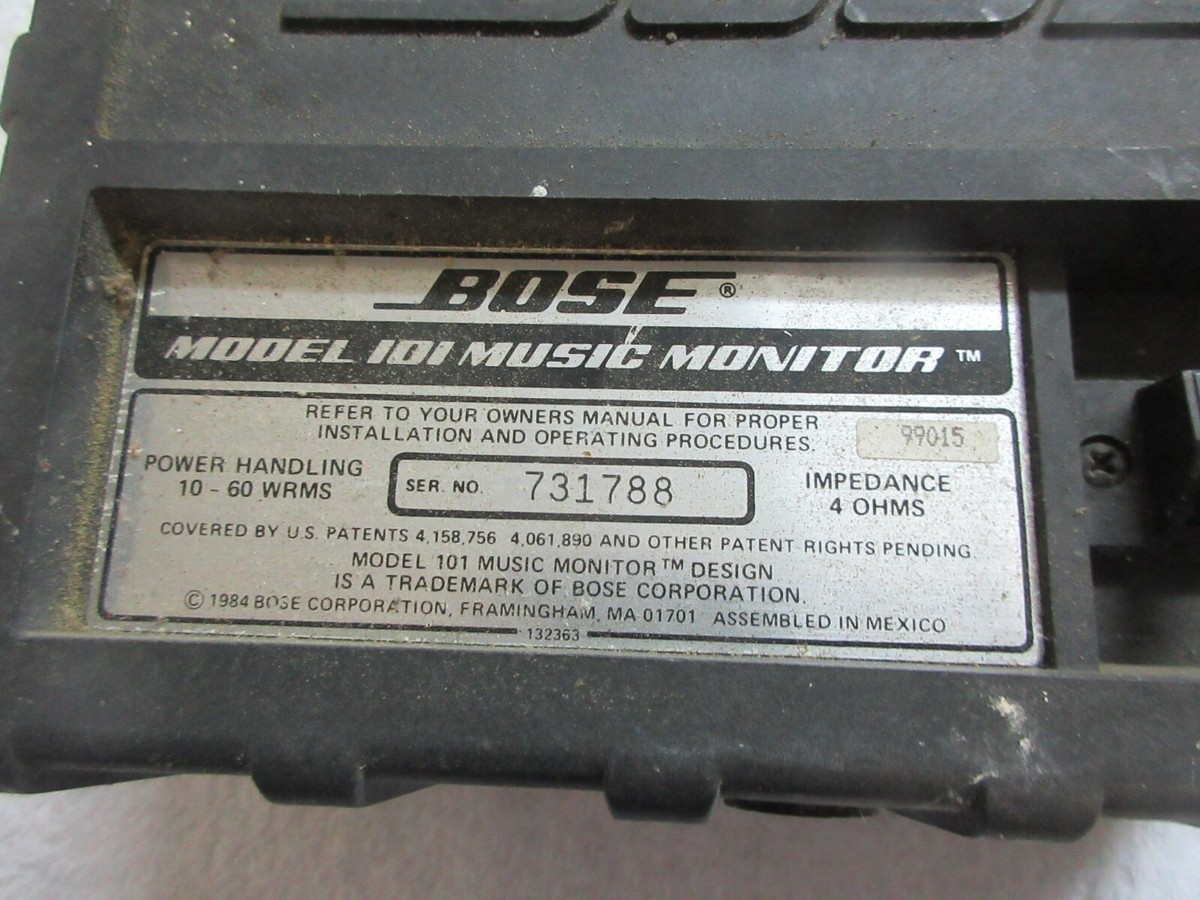 BOSE®
MODEL 101 MUSIC MONITOR™
REFER TO YOUR OWNERS MANUAL FOR PROPER
INSTALLATION AND OPERATING PROCEDURES.
99015
POWER HANDLING
10 - 60 WRMS
SER. NO. 731788
IMPEDANCE
4 OHMS
COVERED BY U.S. PATENTS 4,158,756 4,061,890 AND OTHER PATENT RIGHTS PENDING
MODEL 101 MUSIC MONITOR™ DESIGN
IS A TRADEMARK OF BOSE CORPORATION.
© 1984 BOSE CORPORATION, FRAMINGHAM, MA 01701 ASSEMBLED IN MEXICO
132363